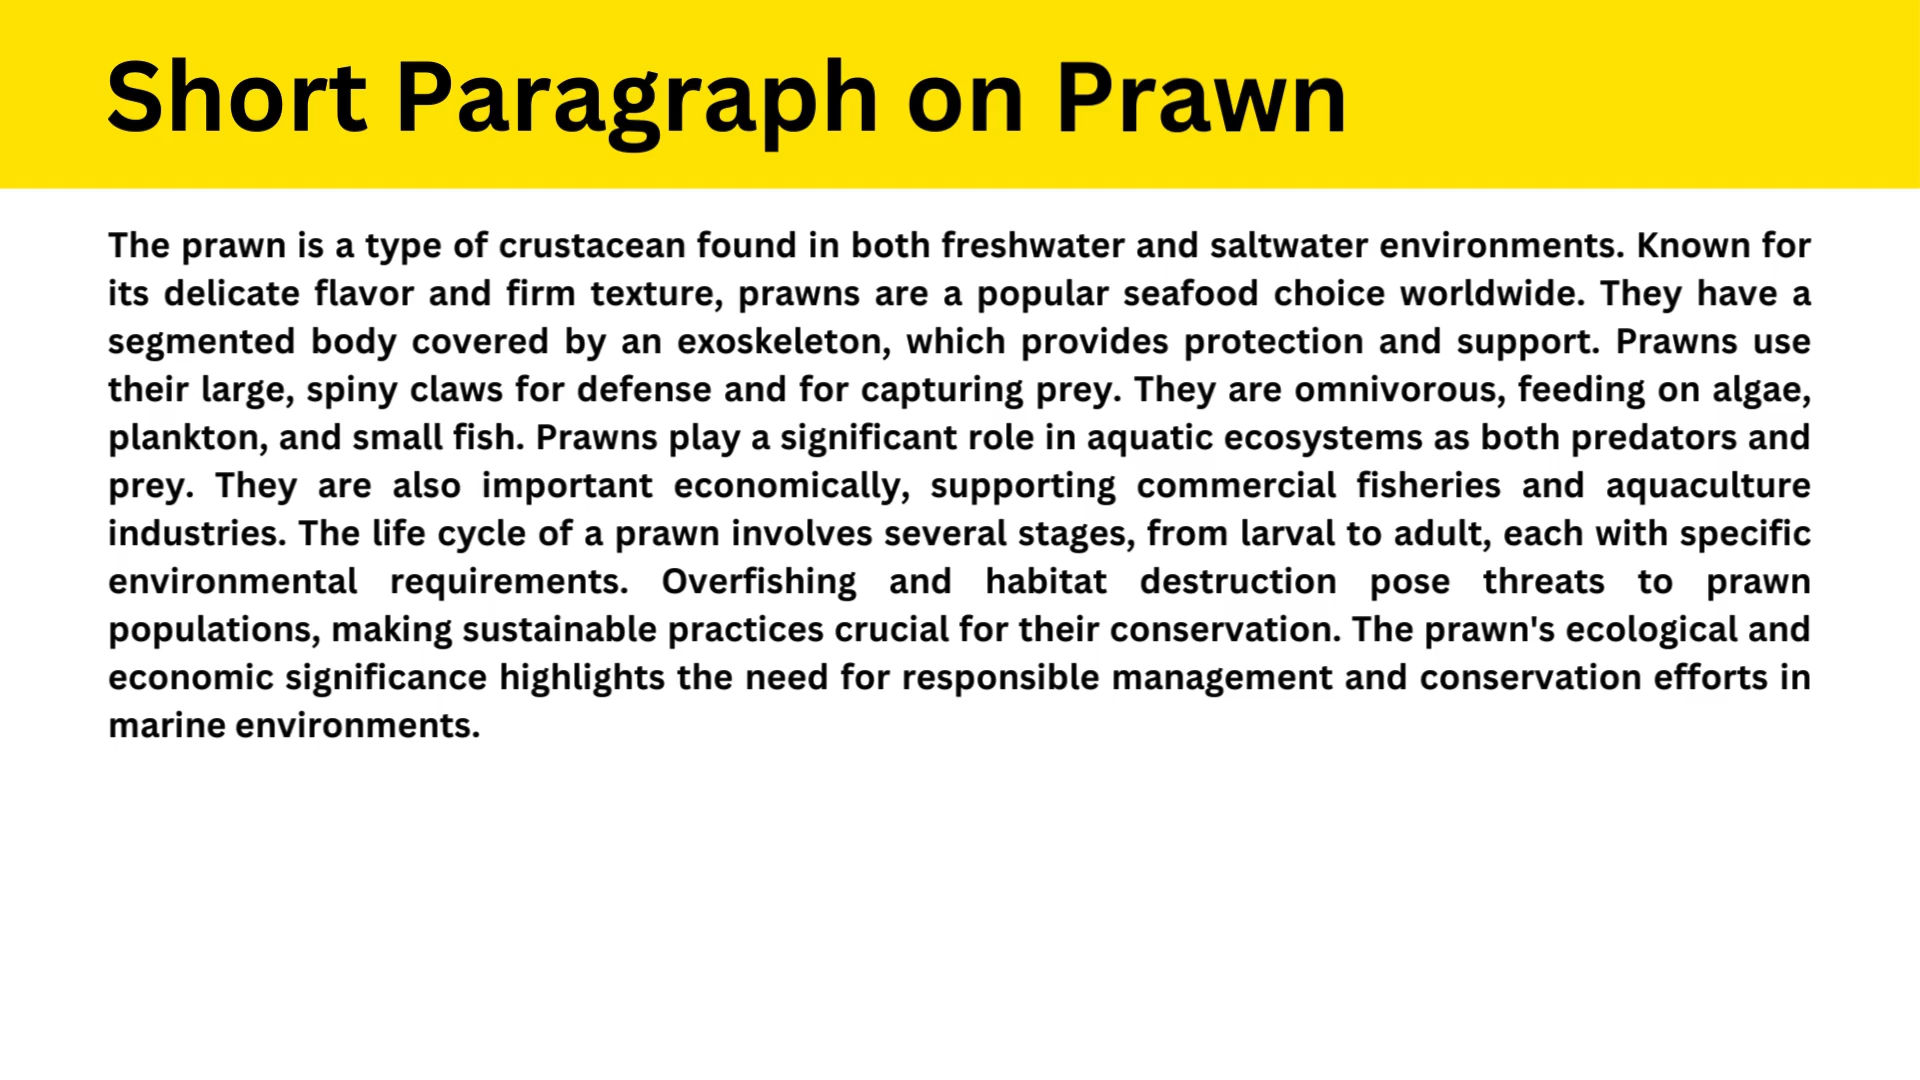 Short Paragraph on Prawn
The prawn is a type of crustacean found in both freshwater and saltwater environments. Known for
its delicate flavor and firm texture, prawns are a popular seafood choice worldwide. They have a
segmented body covered by an exoskeleton, which provides protection and support. Prawns use
their large, spiny claws for defense and for capturing prey. They are omnivorous, feeding on algae,
plankton, and small fish. Prawns play a significant role in aquatic ecosystems as both predators and
prey. They are also important economically, supporting commercial fisheries and aquaculture
industries. The life cycle of a prawn involves several stages, from larval to adult, each with specific
environmental requirements. Overfishing and habitat destruction pose threats to prawn
populations, making sustainable practices crucial for their conservation. The prawn's ecological and
economic significance highlights the need for responsible management and conservation efforts in
marine environments.